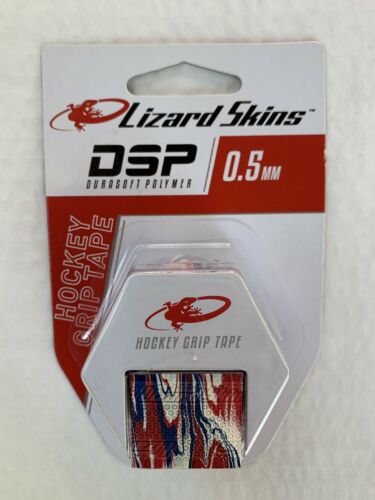 Lizard Skins™
DSP
DURASOFT POLYMER
0.5MM
HOCKEY
GRIP TAPE
HOCKEY GRIP TAPE